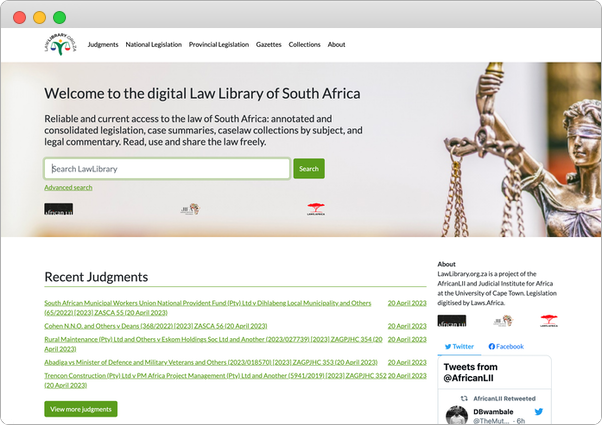 LAWLIBRARY.ORG.ZA
Judgments National Legislation Provincial Legislation Gazettes Collections About
Welcome to the digital Law Library of South Africa
Reliable and current access to the law of South Africa: annotated and
consolidated legislation, case summaries, caselaw collections by subject, and
legal commentary. Read, use and share the law freely.
Search LawLibrary
Search
Advanced search
African LII
JII
LAWS.AFRICA
Recent Judgments
South African Municipal Workers Union National Provident Fund (Pty) Ltd v Dihlabeng Local Municipality and Others
(65/2022) [2023] ZASCA 55 (20 April 2023)
20 April 2023
Cohen N.N.O. and Others v Deans (368/2022) [2023] ZASCA 56 (20 April 2023)
20 April 2023
Rural Maintenance (Pty) Ltd and Others v Eskom Holdings Soc Ltd and Another (2023/027739) [2023] ZAGPJHC 354 (20
April 2023)
20 April 2023
Abadiga vs Minister of Defence and Military Veterans and Others (2023/018570) [2023] ZAGPJHC 353 (20 April 2023)
20 April 2023
Trencon Construction (Pty) Ltd v PM Africa Project Management (Pty) Ltd and Another (5941/2019) [2023] ZAGPJHC 352
(20 April 2023)
20 April 2023
View more judgments
About
LawLibrary.org.za is a project of the
AfricanLII and Judicial Institute for Africa
at the University of Cape Town. Legislation
digitised by Laws.Africa.
African LII
JII
LAWS.AFRICA
Twitter
Facebook
Tweets from
@AfricanLII
AfricanLII Retweeted
DBwambale
@TheMut... · 6h